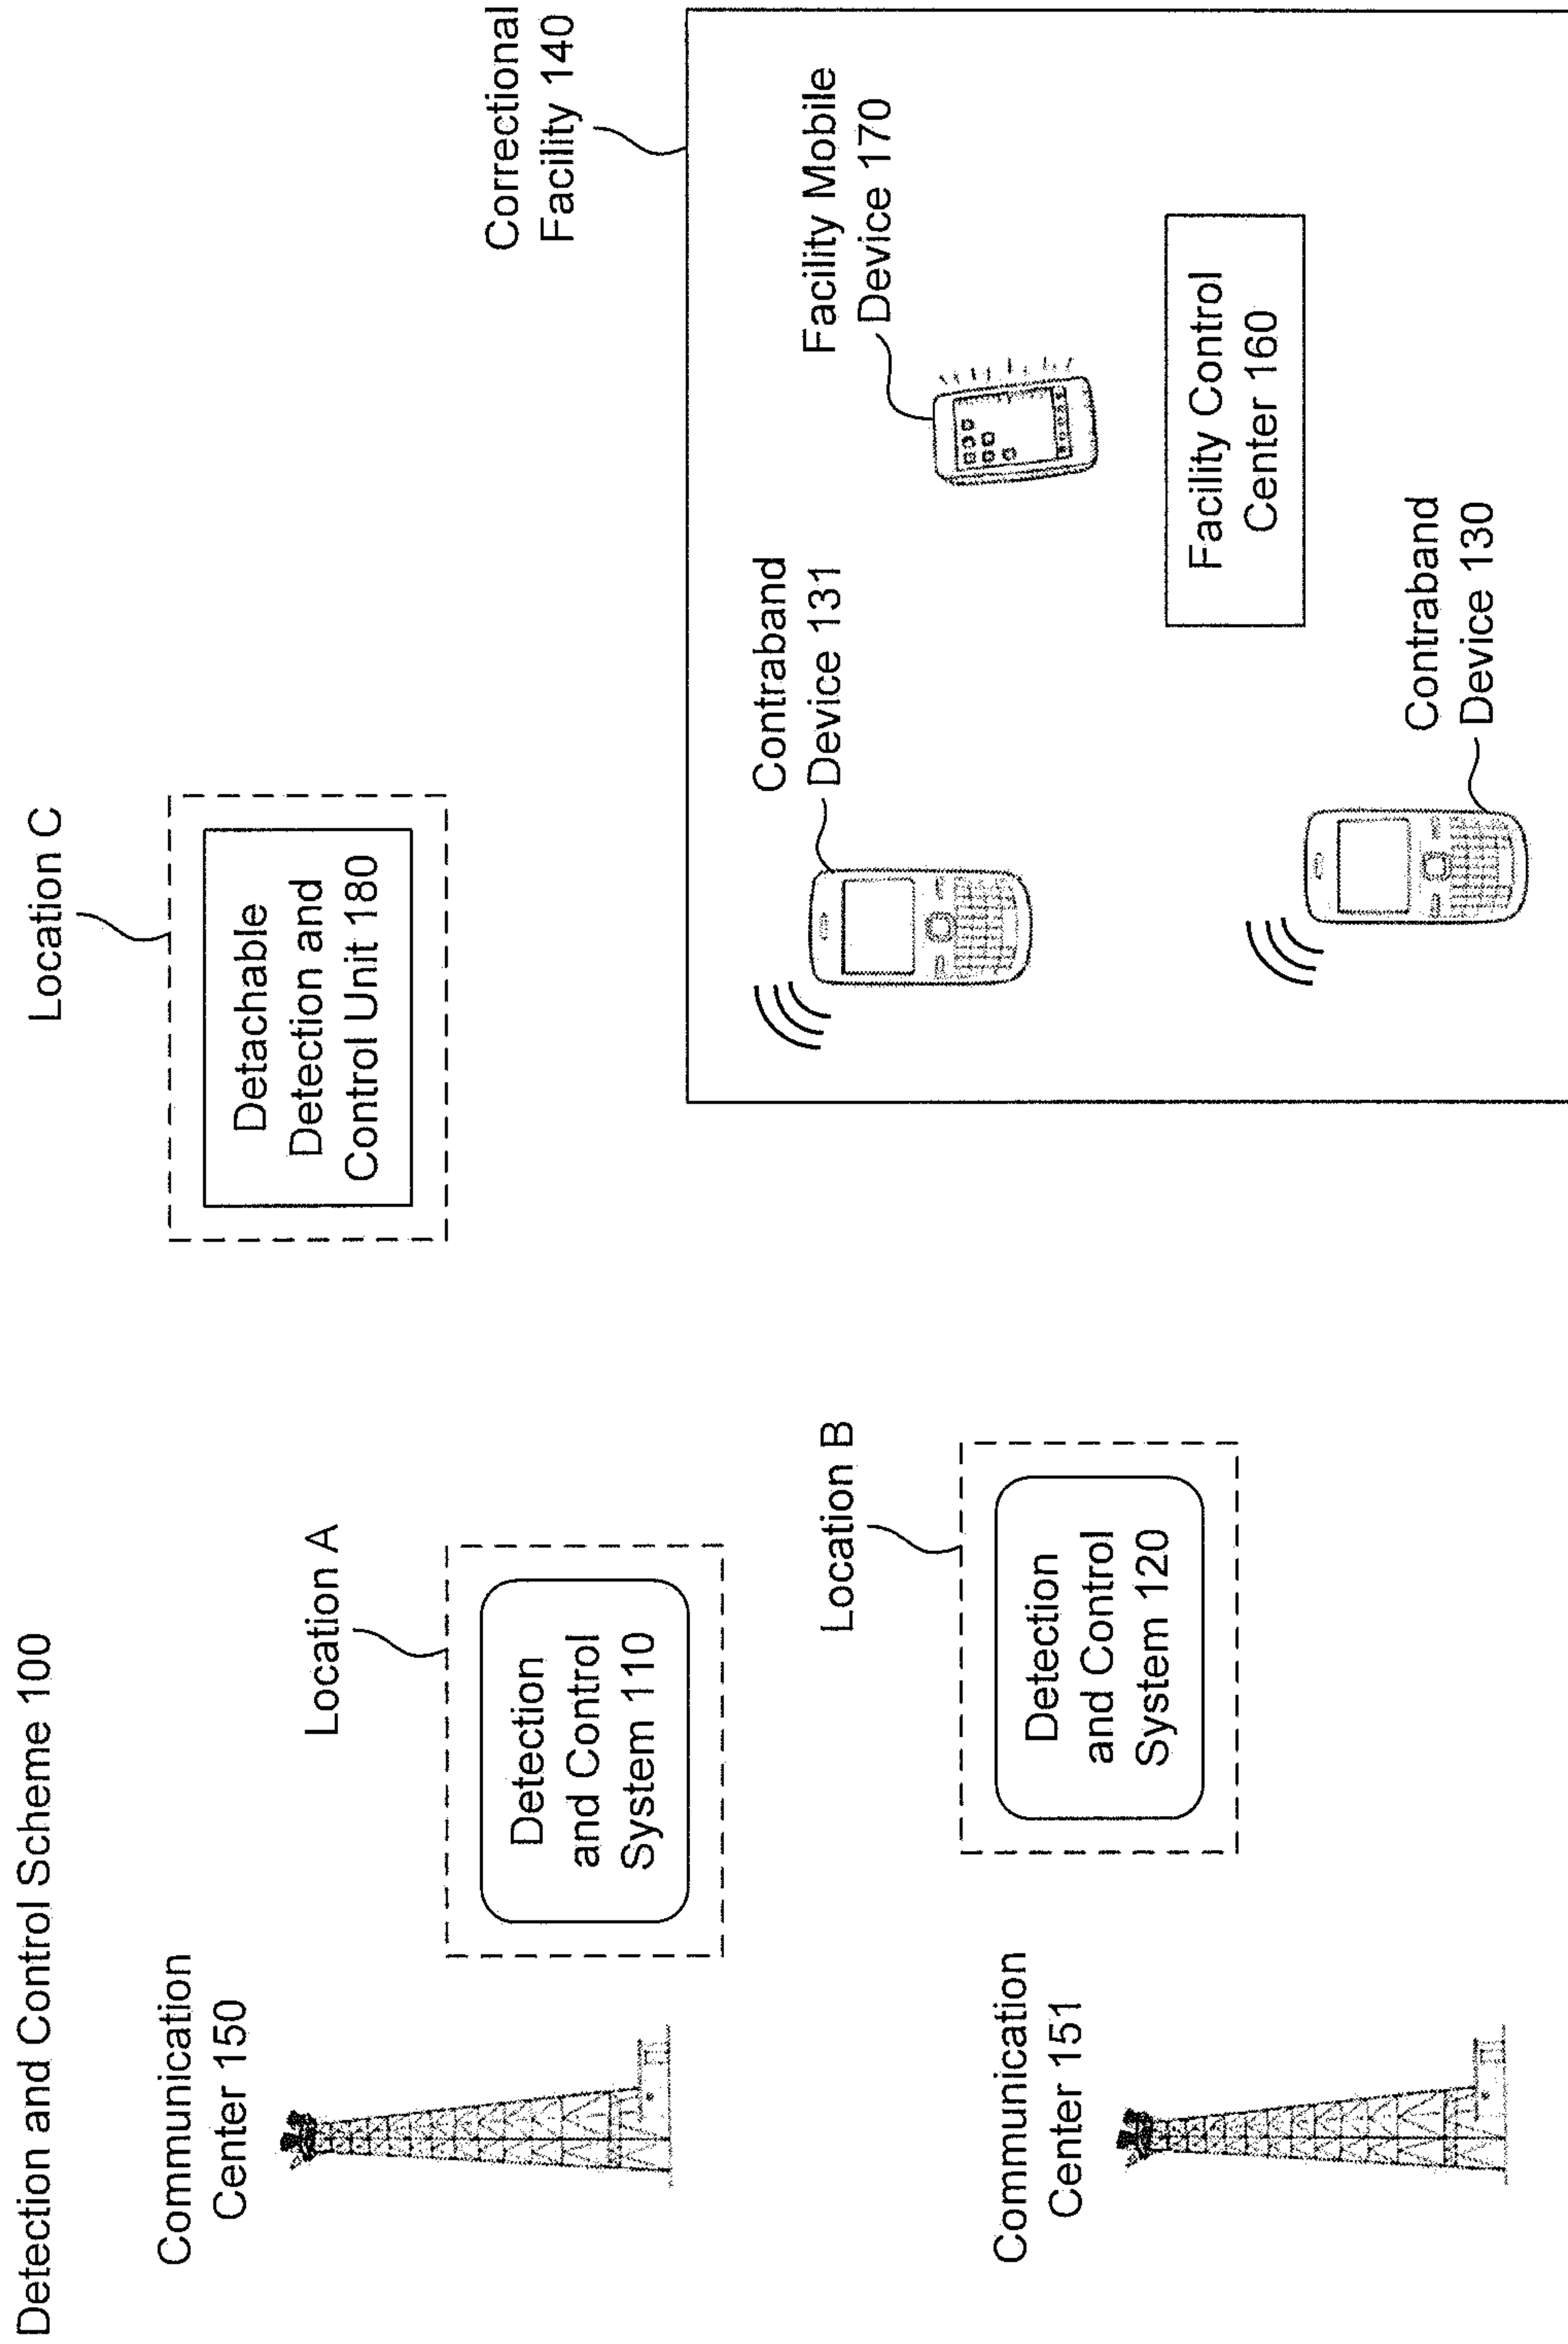 Detection and Control Scheme 100
Communication
Center 150
Location A
Detection
and Control
System 110
Location C
Detachable
Detection and
Control Unit 180
Communication
Center 151
Location B
Detection
and Control
System 120
Correctional
Facility 140
Contraband
Device 131
Facility Mobile
Device 170
Facility Control
Center 160
Contraband
Device 130